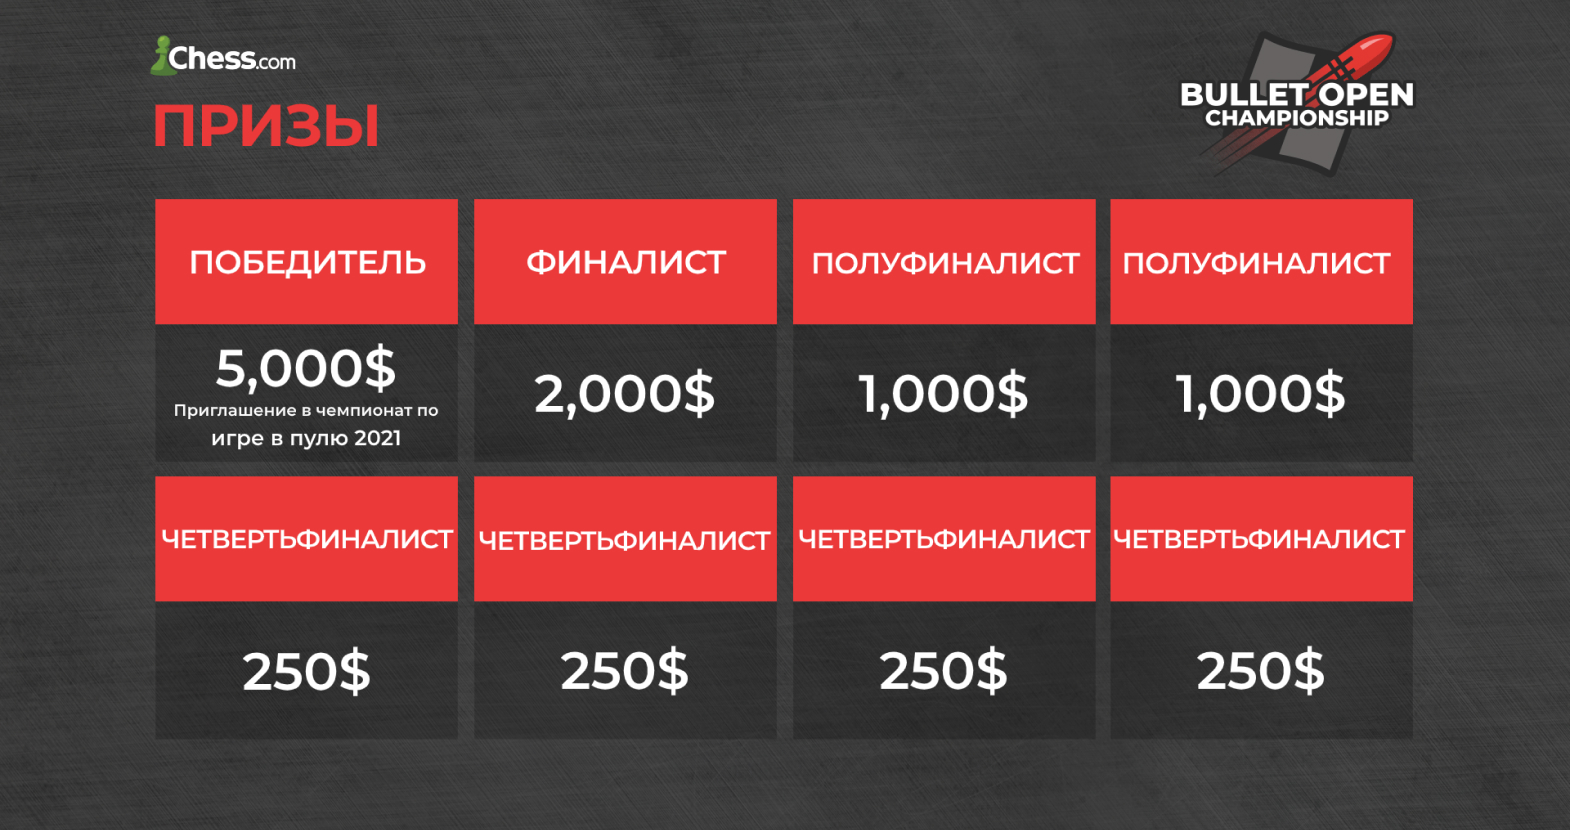 Chess.com
BULLET OPEN
CHAMPIONSHIP
ПРИЗЫ
ПОБЕДИТЕЛЬ
5,000$
Приглашение в чемпионат по
игре в пулю 2021
ФИНАЛИСТ
2,000$
ПОЛУФИНАЛИСТ
1,000$
ПОЛУФИНАЛИСТ
1,000$
ЧЕТВЕРТЬФИНАЛИСТ
250$
ЧЕТВЕРТЬФИНАЛИСТ
250$
ЧЕТВЕРТЬФИНАЛИСТ
250$
ЧЕТВЕРТЬФИНАЛИСТ
250$